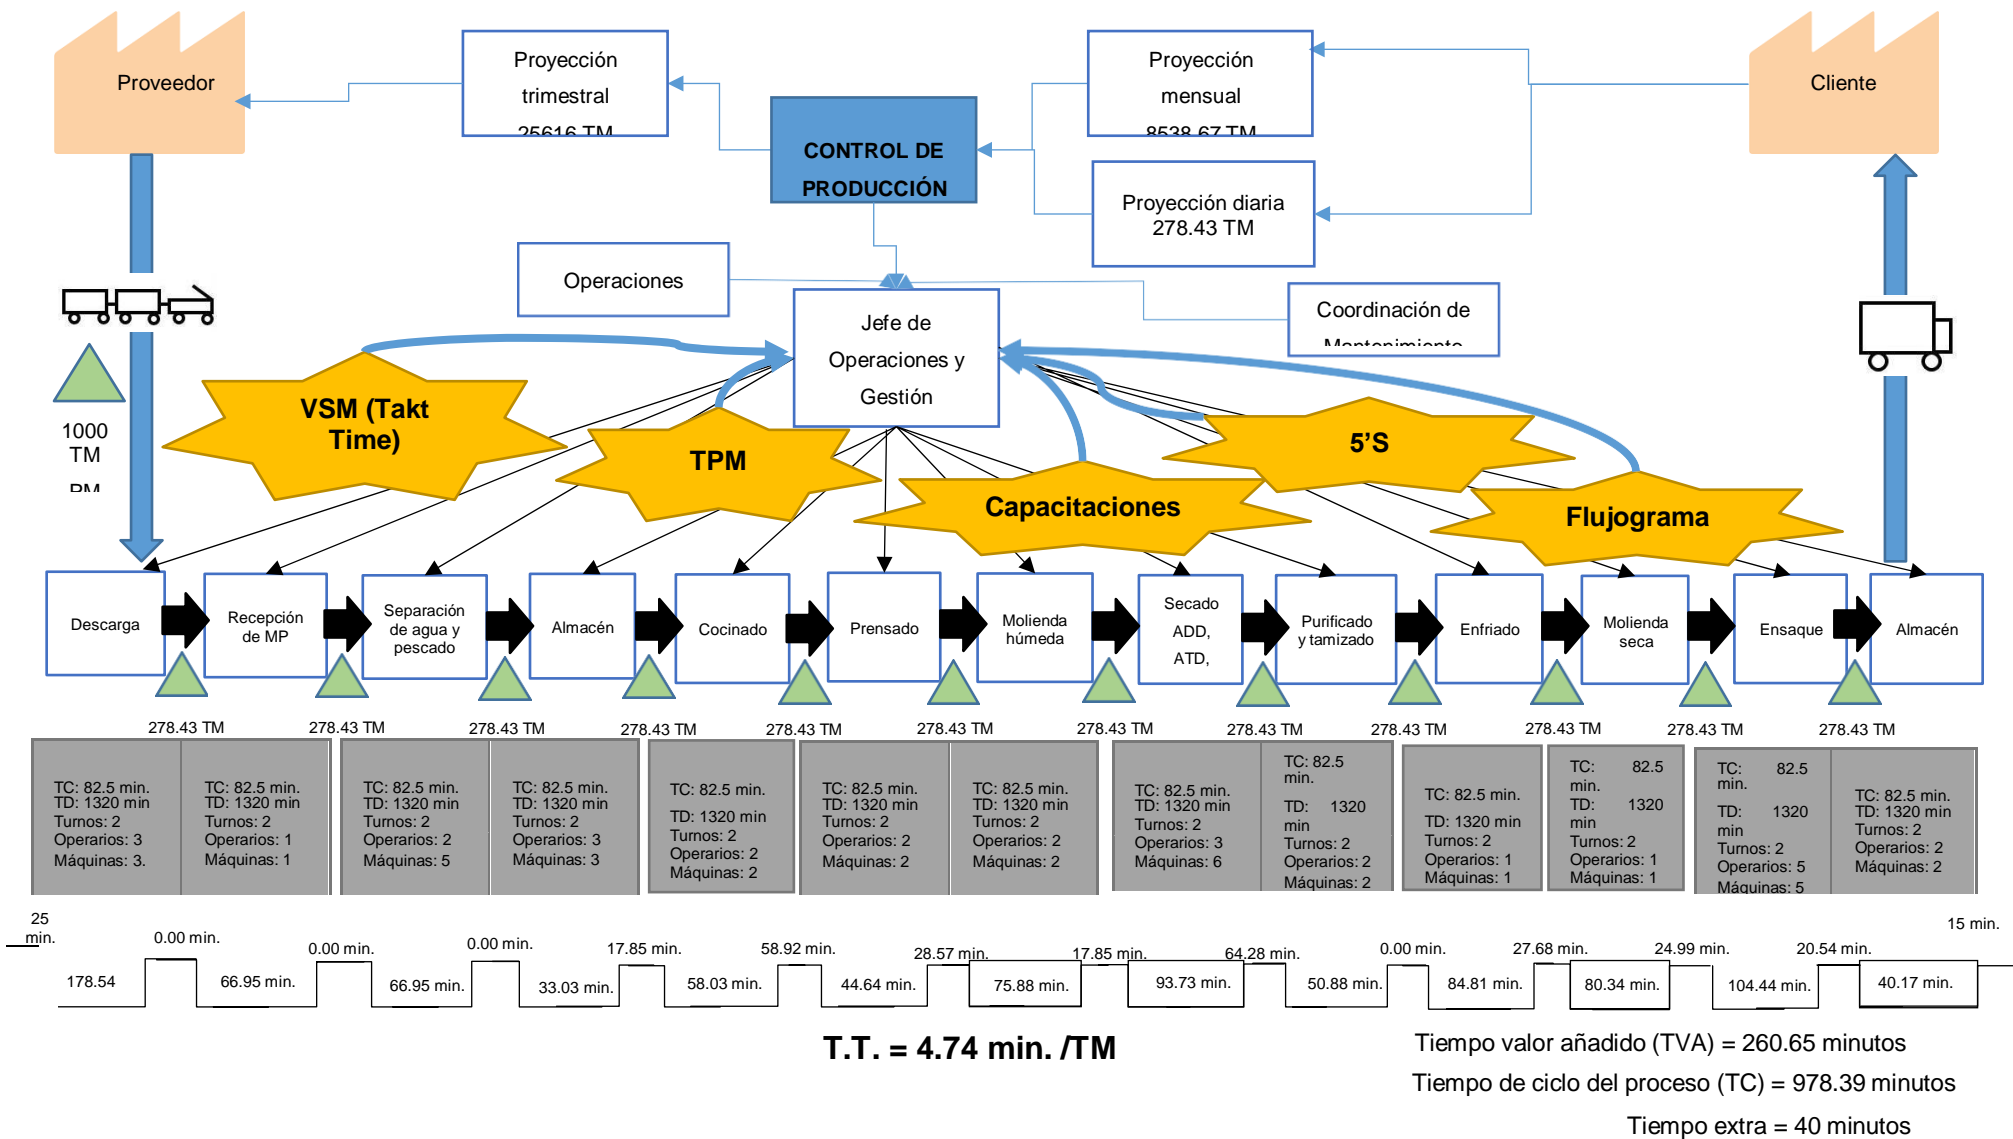 Proveedor
Proyección
trimestral
25616 TM
CONTROL DE
PRODUCCIÓN
Proyección
mensual
8538.67 TM
Proyección diaria
278.43 TM
Cliente
Operaciones
Coordinación de
Mantenimiento
Jefe de
Operaciones y
Gestión
1000
TM
PM
VSM (Takt
Time)
TPM
Capacitaciones
5’S
Flujograma
Descarga
Recepción
de MP
Separación
de agua y
pescado
Almacén
Cocinado
Prensado
Molienda
húmeda
Secado
ADD,
ATD,
Purificado
y tamizado
Enfriado
Molienda
seca
Ensaque
Almacén
278.43 TM
278.43 TM
278.43 TM
278.43 TM
278.43 TM
278.43 TM
278.43 TM
278.43 TM
278.43 TM
278.43 TM
278.43 TM
278.43 TM
TC: 82.5 min.
TD: 1320 min
Turnos: 2
Operarios: 3
Máquinas: 3.
TC: 82.5 min.
TD: 1320 min
Turnos: 2
Operarios: 1
Máquinas: 1
TC: 82.5 min.
TD: 1320 min
Turnos: 2
Operarios: 2
Máquinas: 5
TC: 82.5 min.
TD: 1320 min
Turnos: 2
Operarios: 3
Máquinas: 3
TC: 82.5 min.
TD: 1320 min
Turnos: 2
Operarios: 2
Máquinas: 2
TC: 82.5 min.
TD: 1320 min
Turnos: 2
Operarios: 2
Máquinas: 2
TC: 82.5 min.
TD: 1320 min
Turnos: 2
Operarios: 2
Máquinas: 2
TC: 82.5 min.
TD: 1320 min
Turnos: 2
Operarios: 3
Máquinas: 6
TC: 82.5
min.
TD: 1320
min
Turnos: 2
Operarios: 2
Máquinas: 2
TC: 82.5 min.
TD: 1320 min
Turnos: 2
Operarios: 1
Máquinas: 1
TC: 82.5
min.
TD: 1320
min
Turnos: 2
Operarios: 1
Máquinas: 1
TC: 82.5
min.
TD: 1320
min
Turnos: 2
Operarios: 5
Máquinas: 5
TC: 82.5 min.
TD: 1320 min
Turnos: 2
Operarios: 2
Máquinas: 2
25
min.
0.00 min.
0.00 min.
0.00 min.
17.85 min.
58.92 min.
28.57 min.
17.85 min.
64.28 min.
0.00 min.
27.68 min.
24.99 min.
20.54 min.
15 min.
178.54
66.95 min.
66.95 min.
33.03 min.
58.03 min.
44.64 min.
75.88 min.
93.73 min.
50.88 min.
84.81 min.
80.34 min.
104.44 min.
40.17 min.
T.T. = 4.74 min. /TM
Tiempo valor añadido (TVA) = 260.65 minutos
Tiempo de ciclo del proceso (TC) = 978.39 minutos
Tiempo extra = 40 minutos